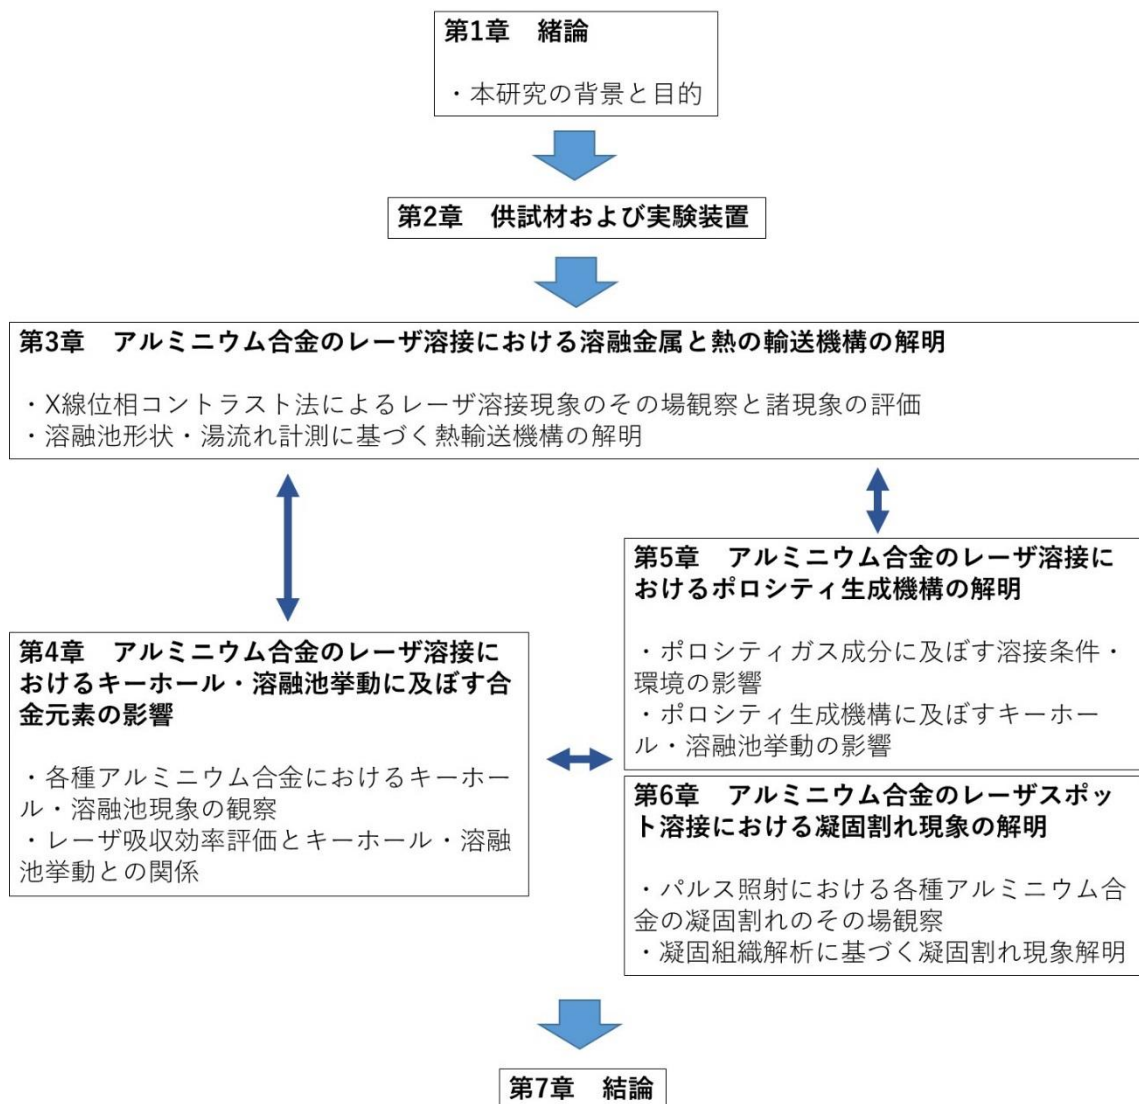 第1章　緒論
・本研究の背景と目的
第2章　供試材および実験装置
第3章　アルミニウム合金のレーザ溶接における溶融金属と熱の輸送機構の解明
・X線位相コントラスト法によるレーザ溶接現象のその場観察と諸現象の評価
・溶融池形状・湯流れ計測に基づく熱輸送機構の解明
第4章　アルミニウム合金のレーザ溶接に
おけるキーホール・溶融池挙動に及ぼす合
金元素の影響
・各種アルミニウム合金におけるキーホー
ル・溶融池現象の観察
・レーザ吸収効率評価とキーホール・溶融
池挙動との関係
第5章　アルミニウム合金のレーザ溶接に
おけるポロシティ生成機構の解明
・ポロシティガス成分に及ぼす溶接条件・
環境の影響
・ポロシティ生成機構に及ぼすキーホー
ル・溶融池挙動の影響
第6章　アルミニウム合金のレーザスポッ
ト溶接における凝固割れ現象の解明
・パルス照射における各種アルミニウム合
金の凝固割れのその場観察
・凝固組織解析に基づく凝固割れ現象解明
第7章　結論